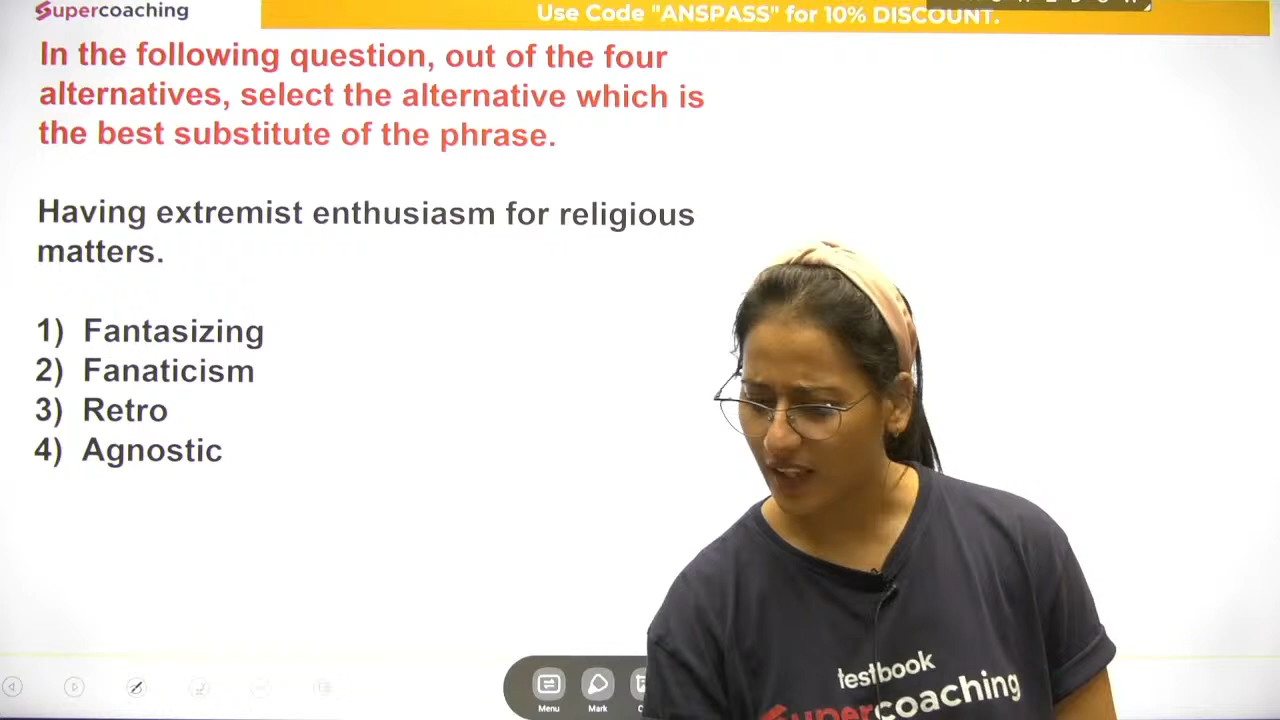 Supercoaching
Use Code "ANSPASS" for 10% DISCOUNT.
In the following question, out of the four
alternatives, select the alternative which is
the best substitute of the phrase.
Having extremist enthusiasm for religious
matters.
1) Fantasizing
2) Fanaticism
3) Retro
4) Agnostic
Menu
Mark
testbook
Supercoaching